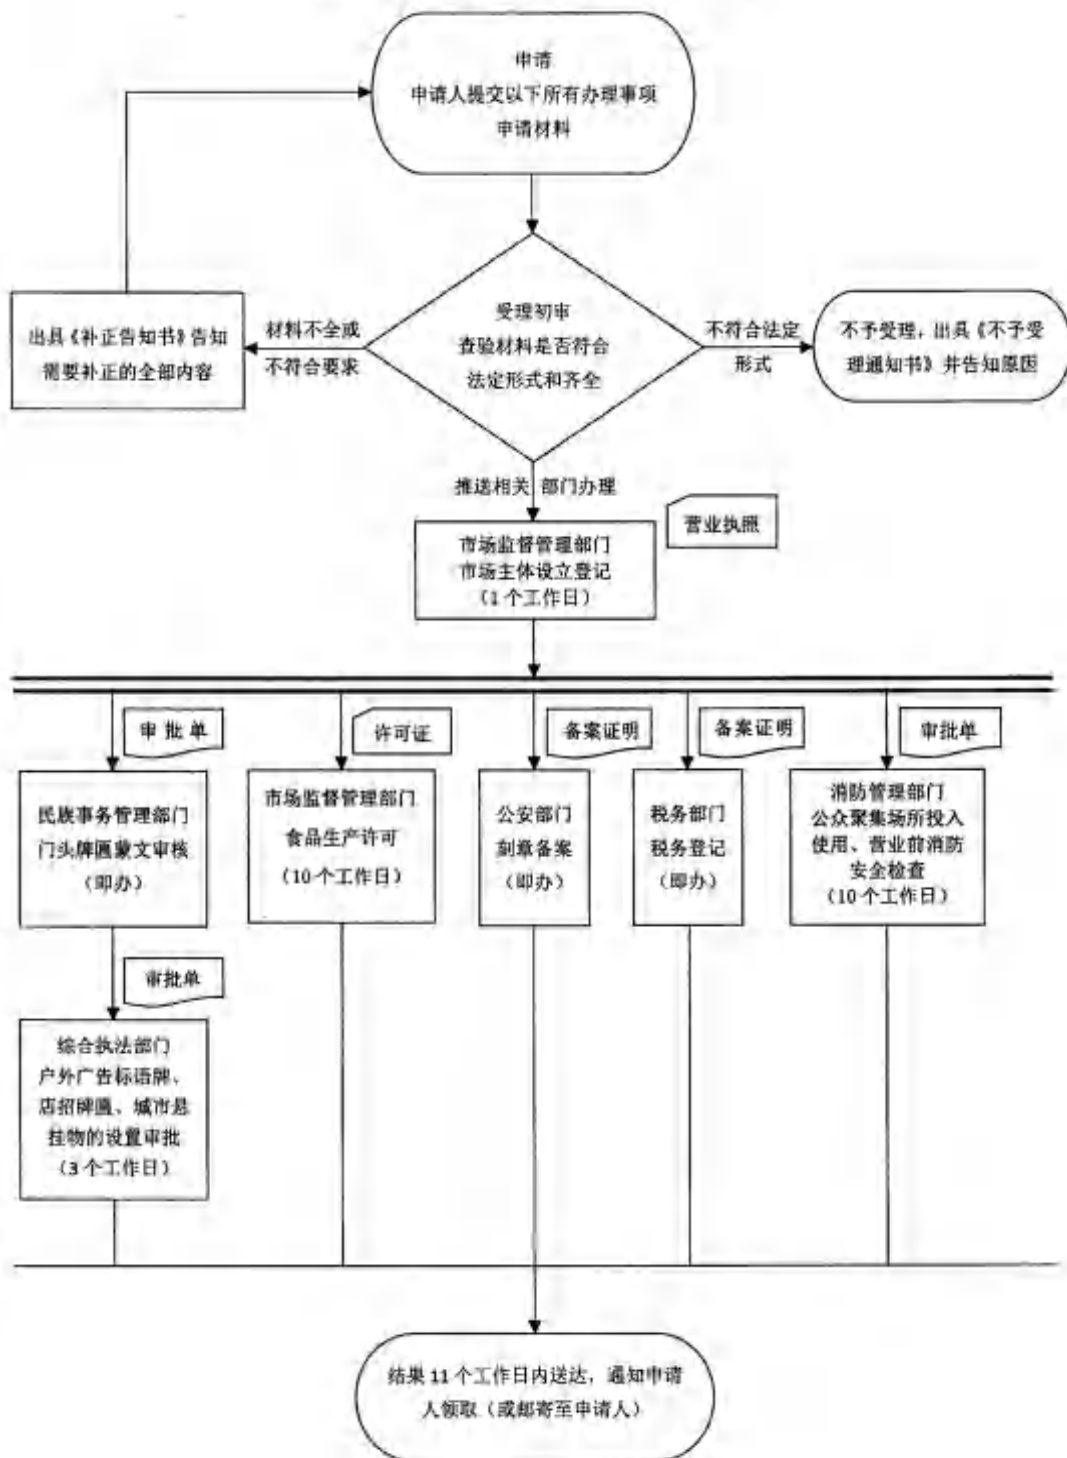 申请
申请人提交以下所有办理事项
申请材料
出具《补正告知书》告知
需要补正的全部内容
材料不全或
不符合要求
受理初审
查验材料是否符合
法定形式和齐全
不符合法定
形式
不予受理，出具《不予受
理通知书》并告知原因
推送相关 部门办理
营业执照
市场监督管理部门
市场主体设立登记
（1 个工作日）
审 批 单
许可证
备案证明
备案证明
审批单
民族事务管理部门
门头牌匾蒙文审核
（即办）
市场监督管理部门
食品生产许可
（10 个工作日）
公安部门
刻章备案
（即办）
税务部门
税务登记
（即办）
消防管理部门
公众聚集场所投入
使用、营业前消防
安全检查
（10 个工作日）
审批单
综合执法部门
户外广告标语牌、
店招牌匾、城市悬
挂物的设置审批
（3 个工作日）
结果 11 个工作日内送达，通知申请
人领取（或邮寄至申请人）